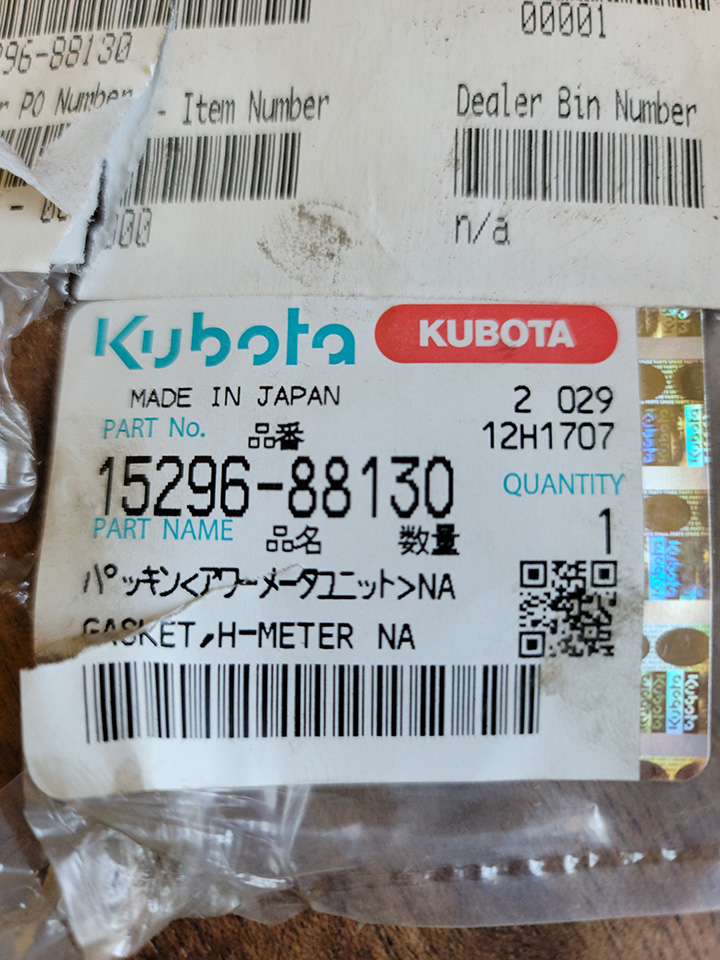 00001
296-88130
r PO Number - Item Number
Dealer Bin Number
000
n/a
Kubota KUBOTA
MADE IN JAPAN 2 029
PART No. 品番 12H1707
15296-88130 QUANTITY
PART NAME 品名 数量 1
パッキン<アワーメータユニット>NA
GASKET,H-METER NA